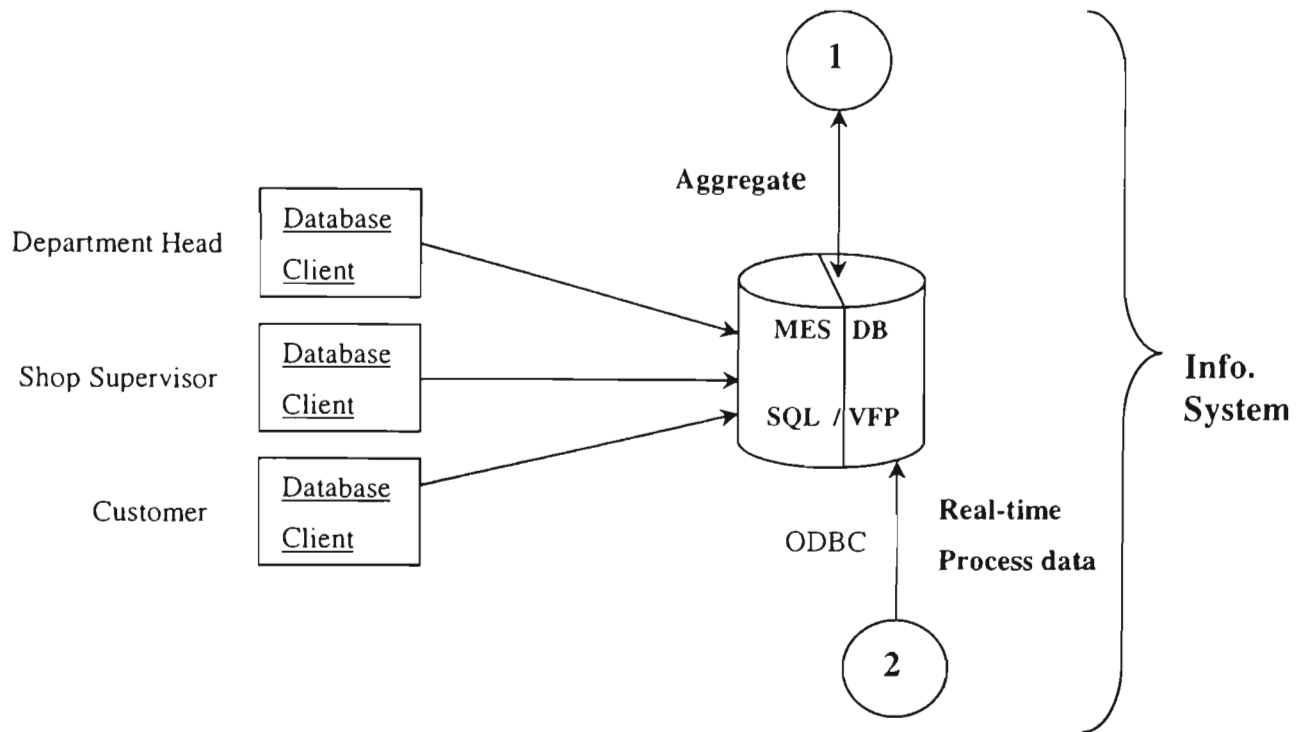 1
Aggregate
Department Head
Database
Client
Shop Supervisor
Database
Client
Customer
Database
Client
MES DB
SQL / VFP
ODBC
Real-time
Process data
2
Info.
System